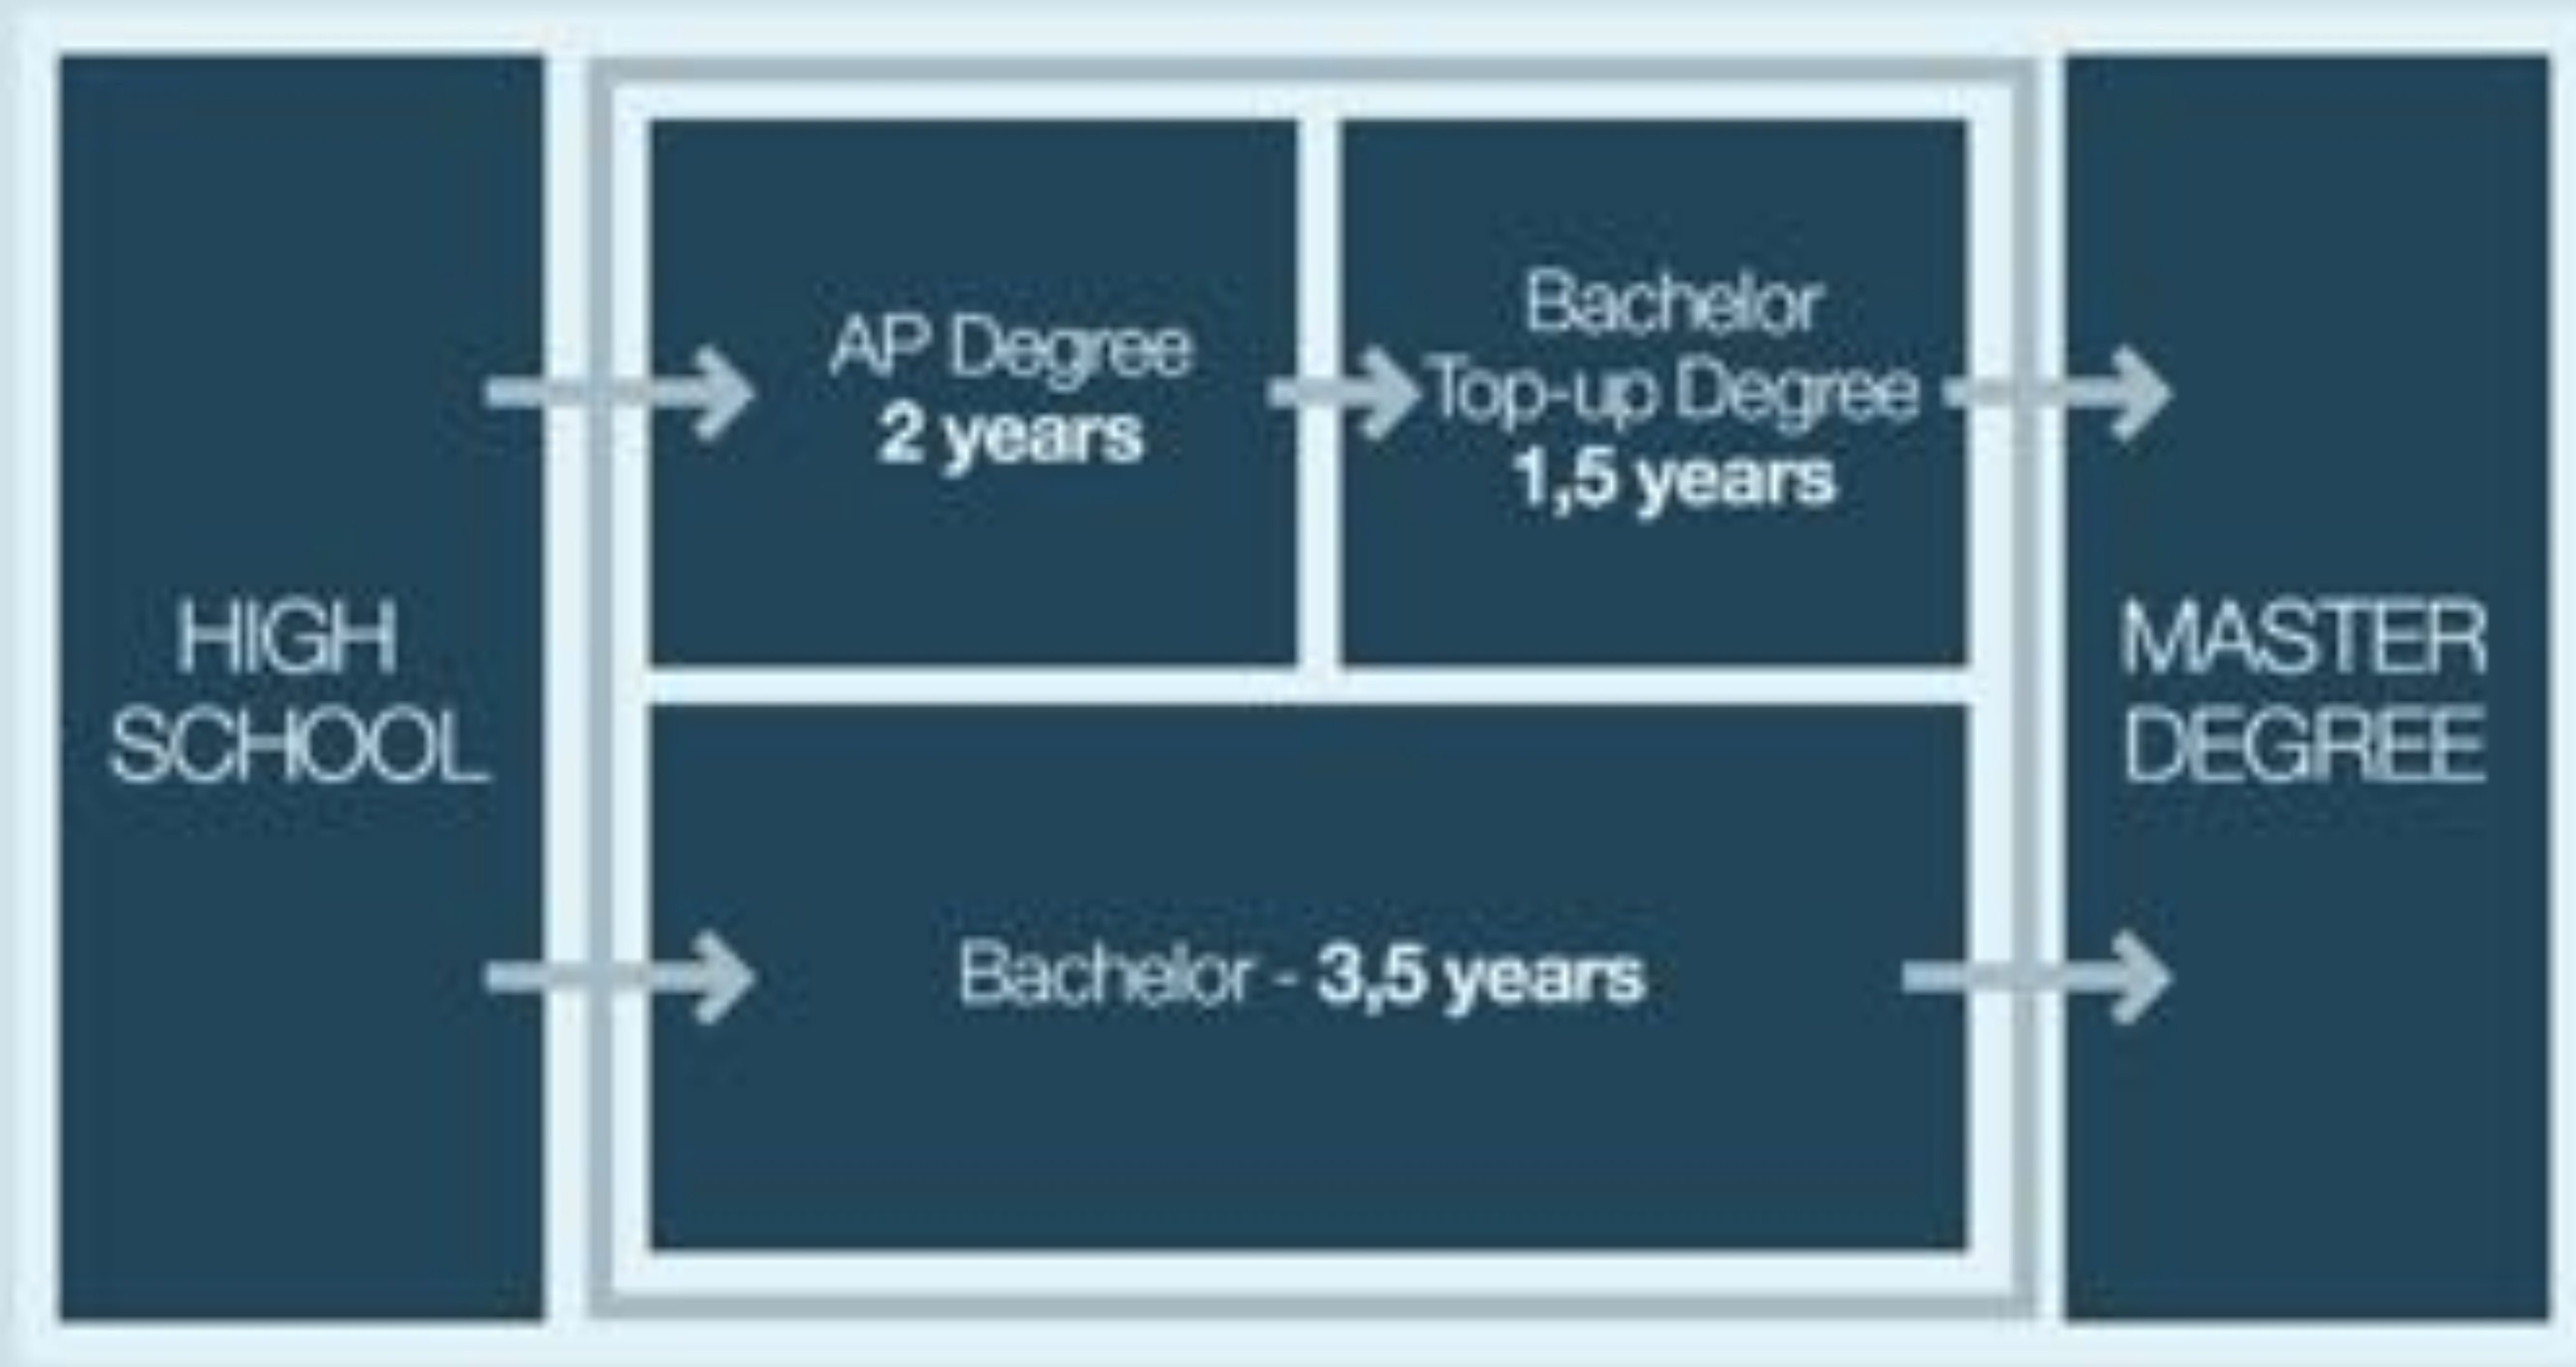 HIGH
SCHOOL
AP Degree
2 years
Bachelor
Top-up Degree
1,5 years
Bachelor - 3,5 years
MASTER
DEGREE